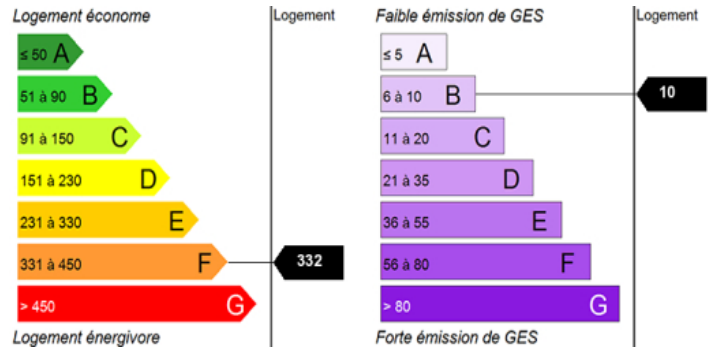 Logement économe
Logement
≤ 50 A
51 à 90 B
91 à 150 C
151 à 230 D
231 à 330 E
331 à 450 F
332
> 450 G
Logement énergivore
Faible émission de GES
Logement
≤ 5 A
6 à 10 B
10
11 à 20 C
21 à 35 D
36 à 55 E
56 à 80 F
> 80 G
Forte émission de GES